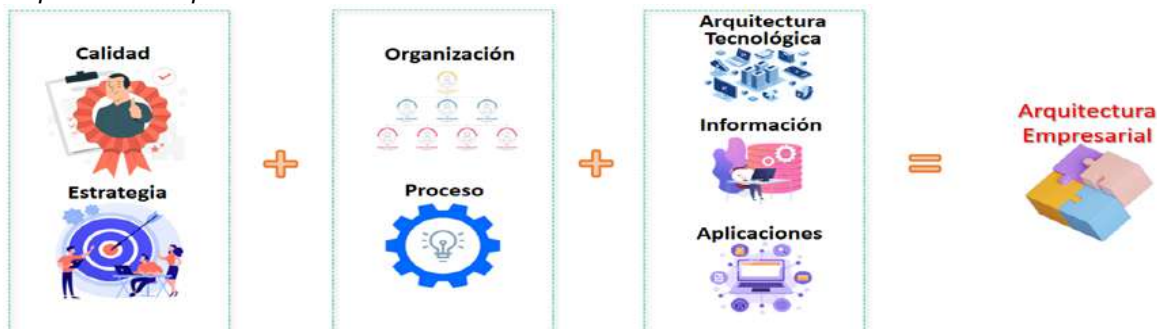 Calidad
Estrategia
Organización
Proceso
Arquitectura
Tecnológica
Información
Aplicaciones
Arquitectura
Empresarial